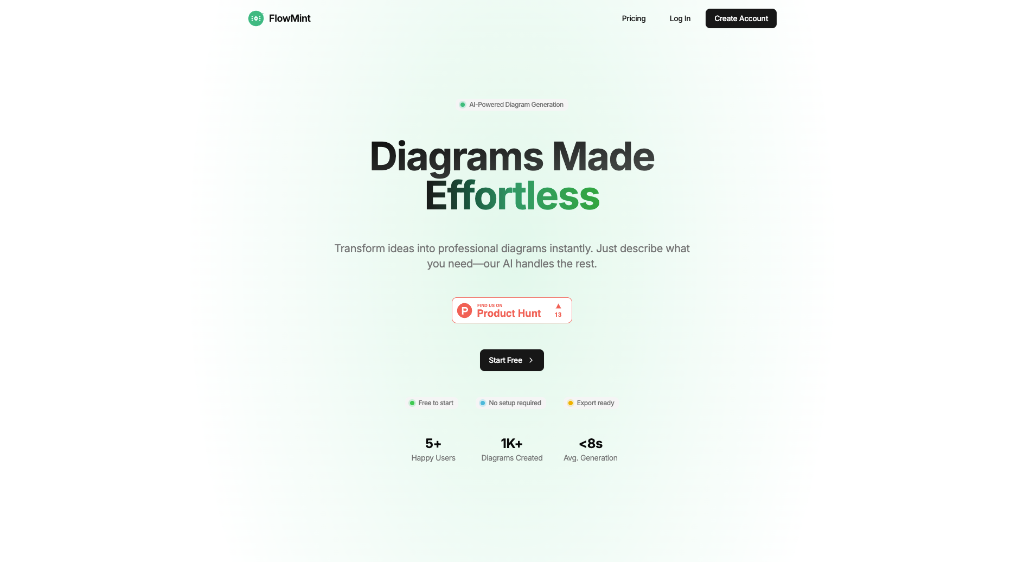 FlowMint
Pricing
Log In
Create Account
AI-Powered Diagram Generation
Diagrams Made
Effortless
Transform ideas into professional diagrams instantly. Just describe what
you need—our AI handles the rest.
FIND US ON
Product Hunt
13
Start Free
Free to start
No setup required
Export ready
5+
1K+
<8s
Happy Users
Diagrams Created
Avg. Generation